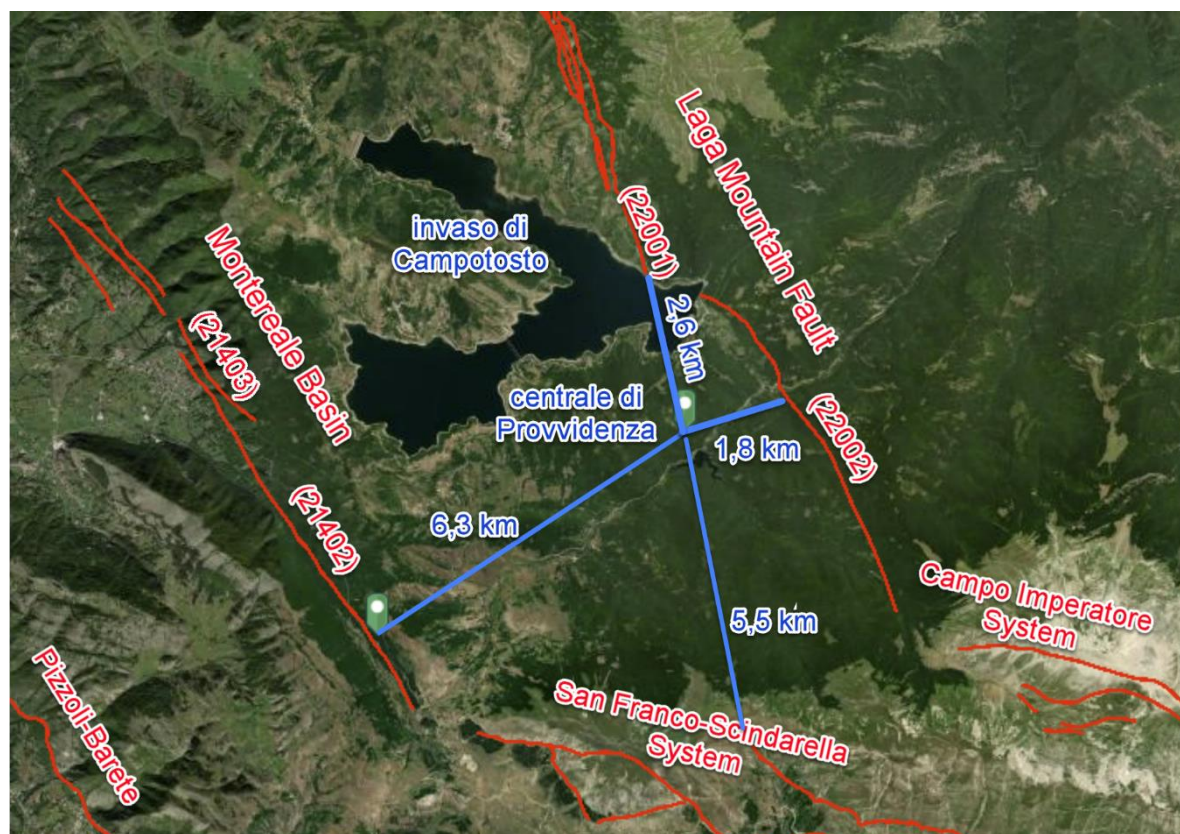 Laga Mountain Fault
(22001)
invaso di
Campotosto
Montereale Basin
(21403)
2,6 km
centrale di
Provvidenza
1,8 km
(22002)
(21402)
6,3 km
5,5 km
Campo Imperatore
System
Pizzoli-Barete
San Franco-Scindarella
System